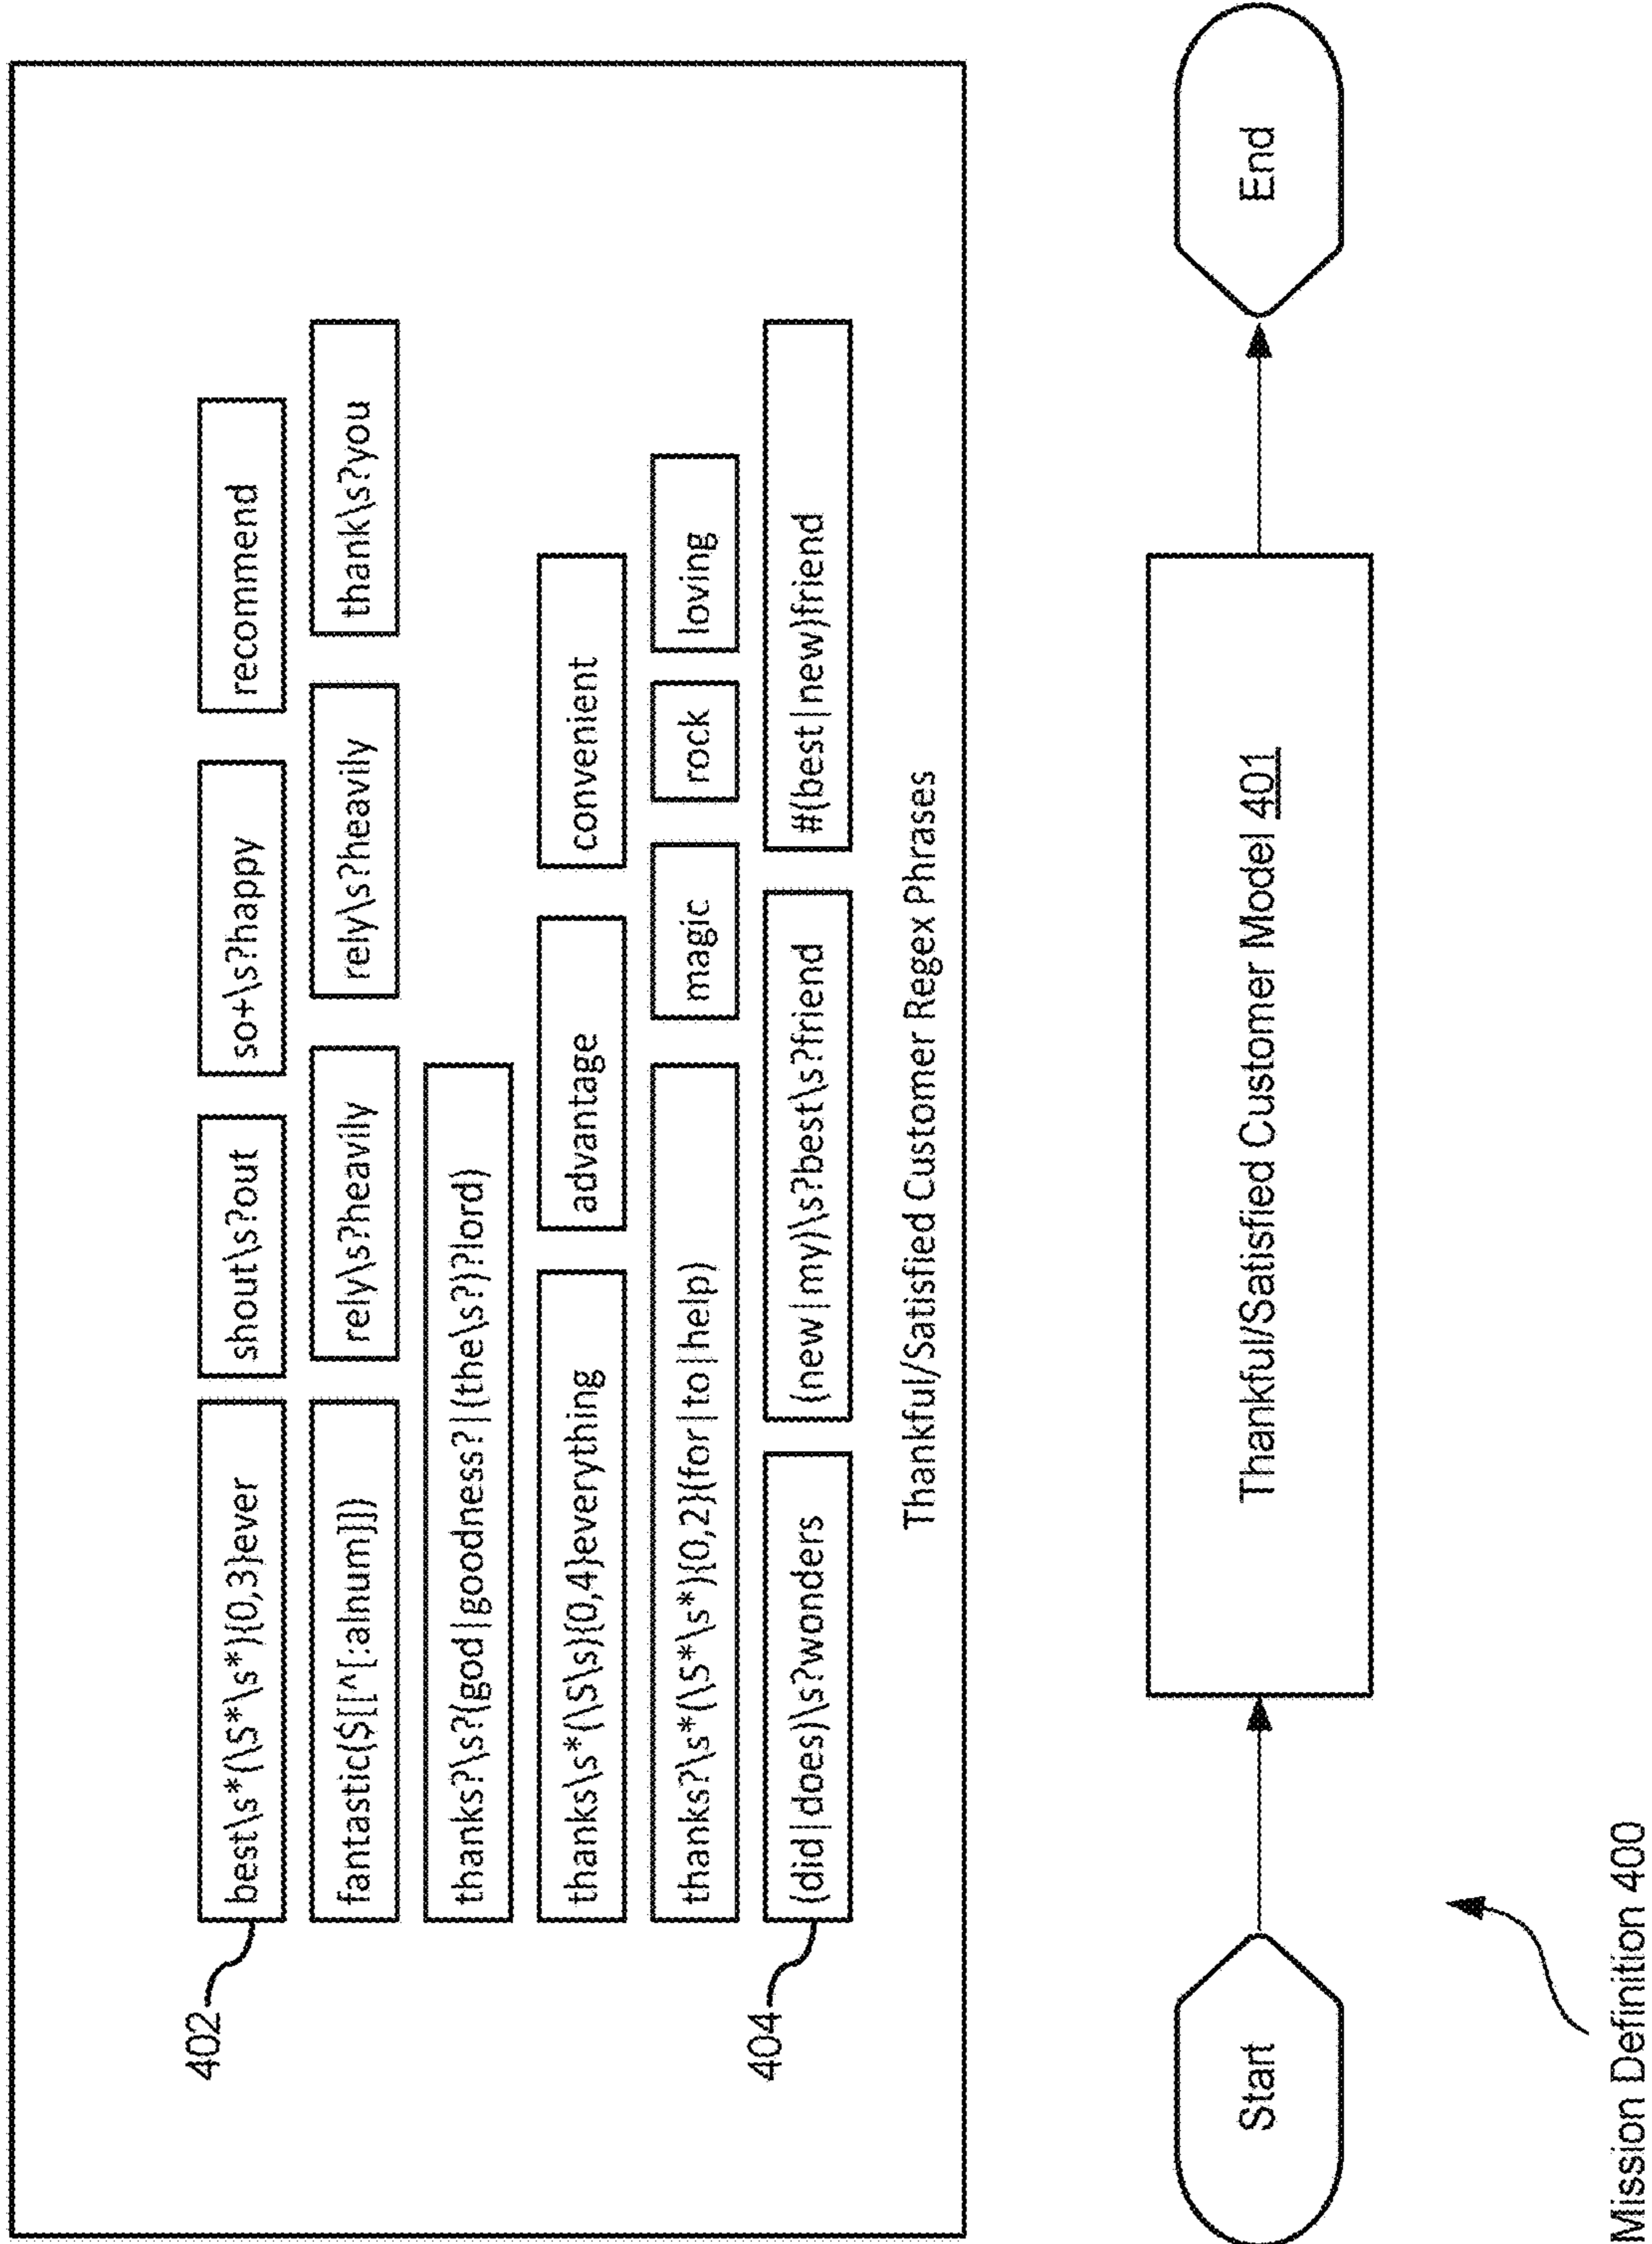 402 best\s*(\S*\s*){0,3}ever shout\s?out so+\s?happy recommend
fantastic($[[^[:alnum]]) rely\s?heavily rely\s?heavily thank\s?you
thanks?\s?(god|goodness?|(the\s?)?lord)
thanks\s*(\S\s){0,4}everything advantage convenient
thanks?\s*(\S*\s*){0,2}(for|to|help) magic rock loving
404 (did|does)\s?wonders (new|my)\s?best\s?friend #(best|new)friend
Thankful/Satisfied Customer Regex Phrases
Start Thankful/Satisfied Customer Model 401 End
Mission Definition 400